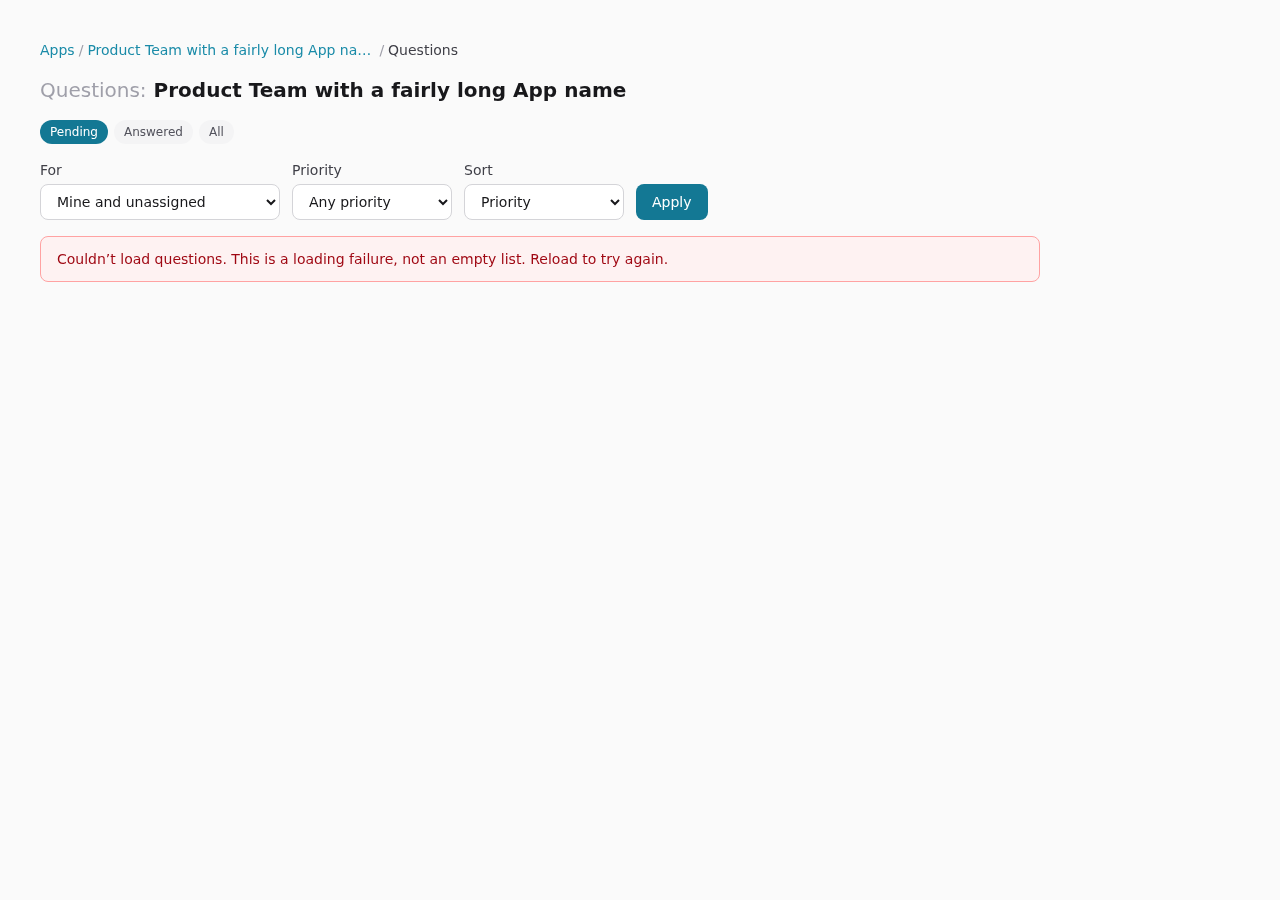 Apps / Product Team with a fairly long App na… / Questions
Questions: Product Team with a fairly long App name
Pending Answered All
For Priority Sort
Mine and unassigned Any priority Priority Apply
Couldn’t load questions. This is a loading failure, not an empty list. Reload to try again.